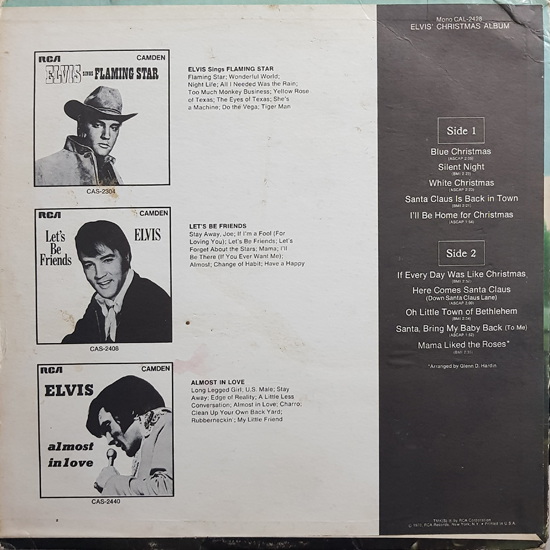 Mono CAL-2428
ELVIS' CHRISTMAS ALBUM
RCA
CAMDEN
ELVIS SINGS FLAMING STAR
CAS-2304
ELVIS Sings FLAMING STAR
Flaming Star; Wonderful World;
Night Life; All I Needed Was the Rain;
Too Much Monkey Business; Yellow Rose
of Texas; The Eyes of Texas; She's
a Machine; Do the Vega; Tiger Man
RCA
CAMDEN
Let's
Be
Friends
ELVIS
CAS-2408
LET'S BE FRIENDS
Stay Away, Joe; If I'm a Fool (For
Loving You); Let's Be Friends; Let's
Forget About the Stars; Mama; I'll
Be There (If You Ever Want Me);
Almost; Change of Habit; Have a Happy
RCA
CAMDEN
ELVIS
almost
in love
CAS-2440
ALMOST IN LOVE
Long Legged Girl; U.S. Male; Stay
Away; Edge of Reality; A Little Less
Conversation; Almost in Love; Charro;
Clean Up Your Own Back Yard;
Rubberneckin'; My Little Friend
Side 1
Blue Christmas
Silent Night
White Christmas
Santa Claus Is Back in Town
I'll Be Home for Christmas
Side 2
If Every Day Was Like Christmas
Here Comes Santa Claus
(Down Santa Claus Lane)
Oh Little Town of Bethlehem
Santa, Bring My Baby Back (To Me)
Mama Liked the Roses*
*Arranged by Glenn D. Hardin
RCA Corporation
RCA Records, New York, N.Y. • Printed in U.S.A.